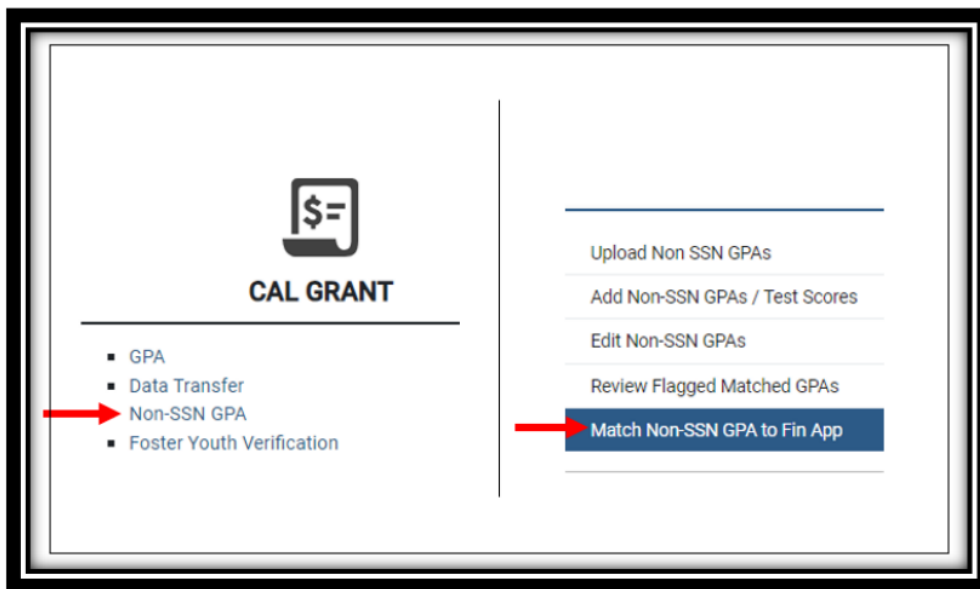 $=
CAL GRANT
GPA
Data Transfer
Non-SSN GPA
Foster Youth Verification
Upload Non SSN GPAs
Add Non-SSN GPAs / Test Scores
Edit Non-SSN GPAs
Review Flagged Matched GPAs
Match Non-SSN GPA to Fin App